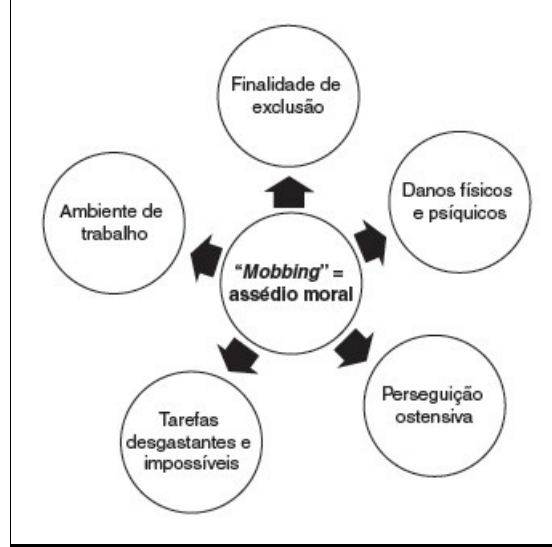 Finalidade de
exclusão
Danos físicos
e psíquicos
Ambiente de
trabalho
“Mobbing” =
assédio moral
Perseguição
ostensiva
Tarefas
desgastantes e
impossíveis